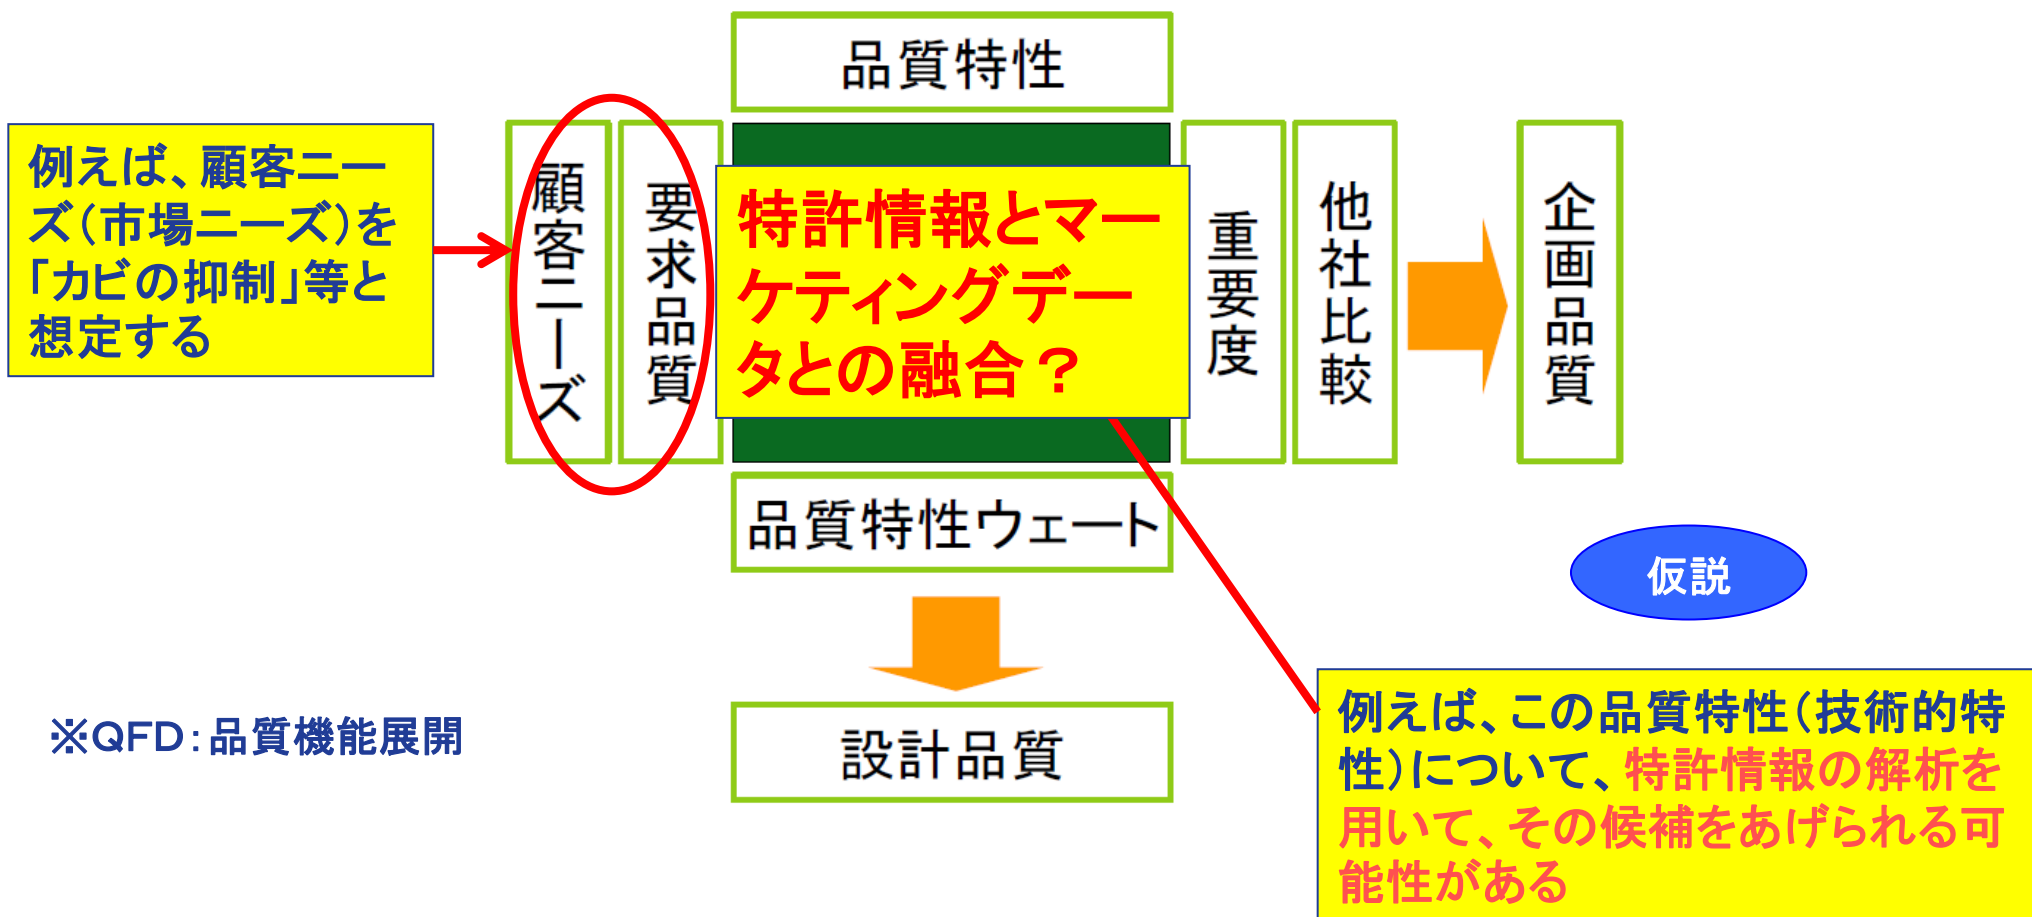 品質特性
例えば、顧客ニー
ズ（市場ニーズ）を
「カビの抑制」等と
想定する
顧客ニーズ
要求品質
特許情報とマー
ケティングデー
タとの融合？
重要度
他社比較
企画品質
品質特性ウェート
仮説
※QFD：品質機能展開
設計品質
例えば、この品質特性（技術的特
性）について、特許情報の解析を
用いて、その候補をあげられる可
能性がある